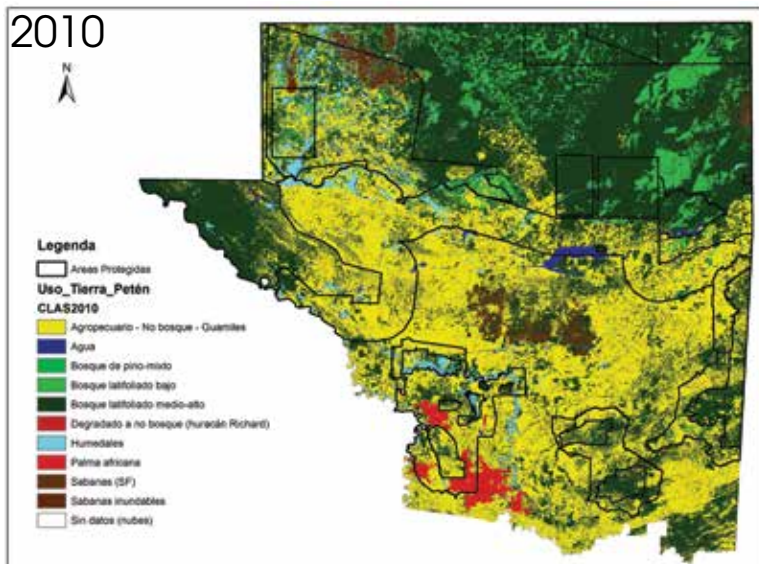 2010
N
Legenda
Areas Protegidas
Uso_Tierra_Petén
CLAS2010
Agropecuario - No bosque - Guamiles
Agua
Bosque de pino-mixto
Bosque latifoliado bajo
Bosque latifoliado medio-alto
Degradado a no bosque (huracán Richard)
Humedales
Palma africana
Sabanas (SF)
Sabanas inundables
Sin datos (nubes)